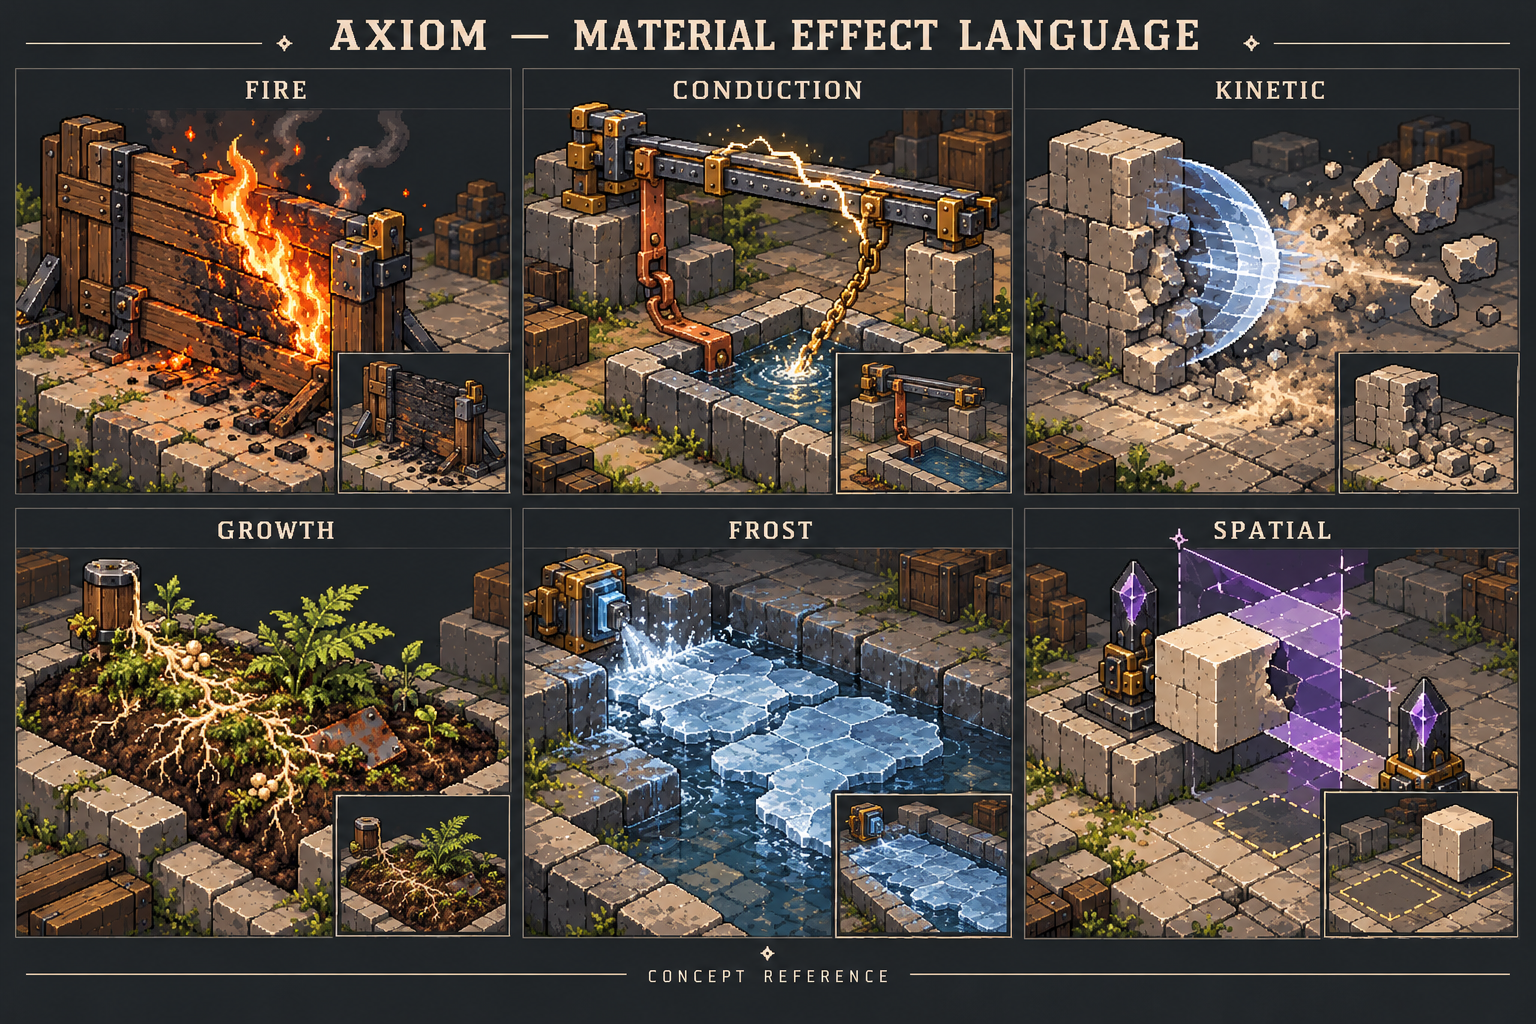 AXIOM — MATERIAL EFFECT LANGUAGE
FIRE
CONDUCTION
KINETIC
GROWTH
FROST
SPATIAL
CONCEPT REFERENCE